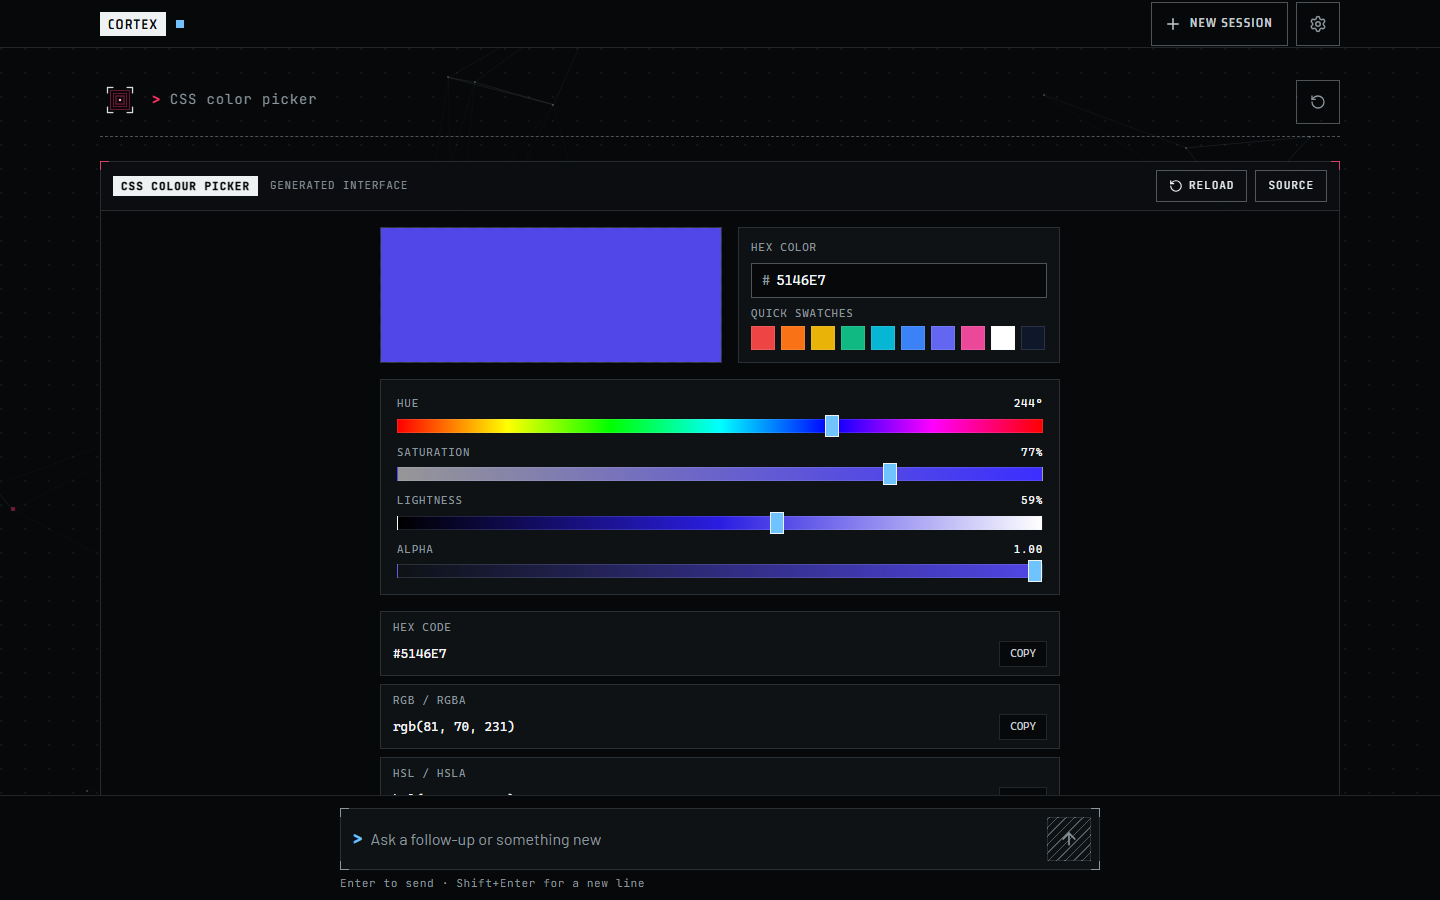 CORTEX
NEW SESSION
> CSS color picker
CSS COLOUR PICKER GENERATED INTERFACE
RELOAD
SOURCE
HEX COLOR
# 5146E7
QUICK SWATCHES
HUE 244°
SATURATION 77%
LIGHTNESS 59%
ALPHA 1.00
HEX CODE
#5146E7
COPY
RGB / RGBA
rgb(81, 70, 231)
COPY
HSL / HSLA
> Ask a follow-up or something new
Enter to send · Shift+Enter for a new line